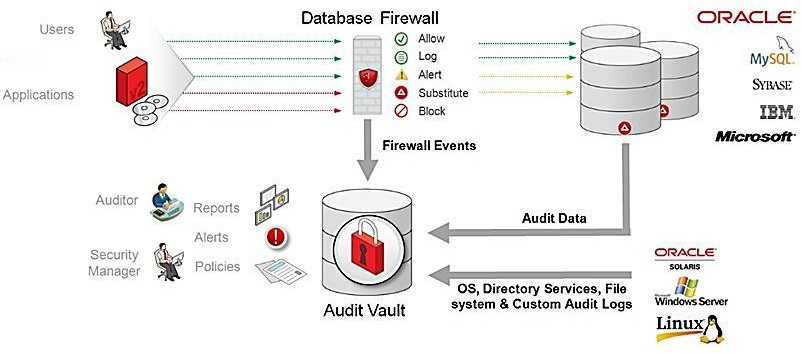 Database Firewall
Users
Applications
V2
Allow
Log
Alert
Substitute
Block
ORACLE
MySQL
SYBASE
IBM
Microsoft
Firewall Events
Auditor
Reports
Alerts
Security
Manager
Policies
Audit Vault
Audit Data
OS, Directory Services, File
system & Custom Audit Logs
ORACLE
SOLARIS
Microsoft
Windows Server
Linux